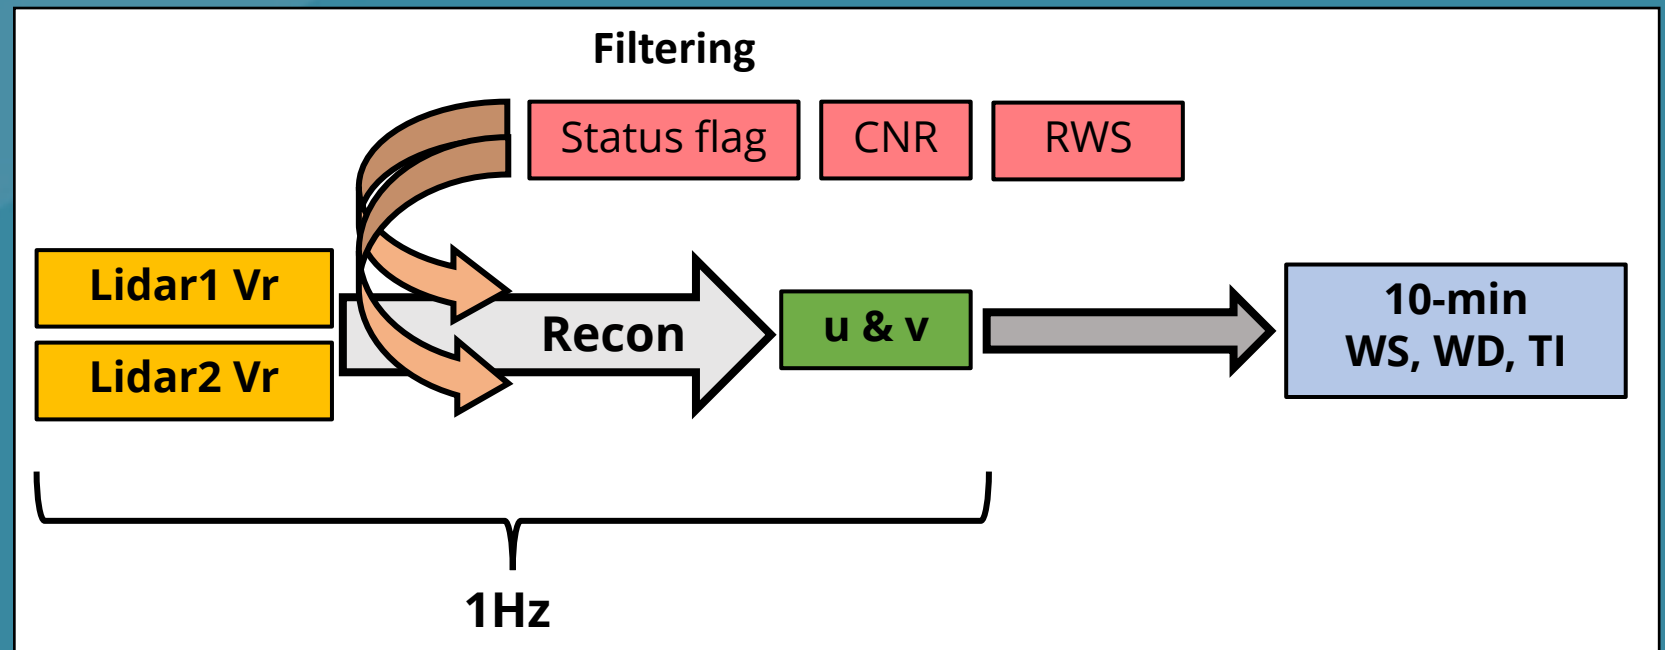 Filtering
Status flag
CNR
RWS
Lidar1 Vr
Lidar2 Vr
Recon
u & v
10-min
WS, WD, TI
1Hz